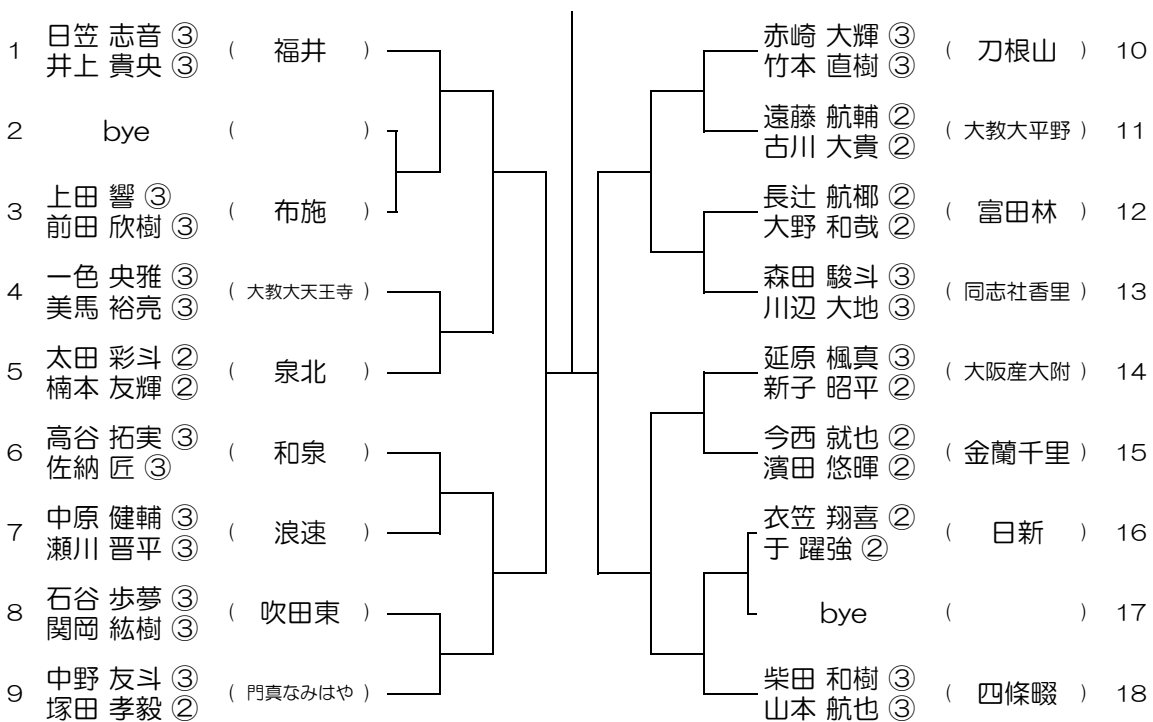 1 日笠 志音 ③ ( 福井 )
井上 貴央 ③
2 bye ( )
3 上田 響 ③ ( 布施 )
前田 欣樹 ③
4 一色 央雅 ③ ( 大教大天王寺 )
美馬 裕亮 ③
5 太田 彩斗 ② ( 泉北 )
楠本 友輝 ②
6 高谷 拓実 ③ ( 和泉 )
佐納 匠 ③
7 中原 健輔 ③ ( 浪速 )
瀬川 晋平 ③
8 石谷 歩夢 ③ ( 吹田東 )
関岡 紘樹 ③
9 中野 友斗 ③ ( 門真なみはや )
塚田 孝毅 ②
赤崎 大輝 ③ ( 刀根山 ) 10
竹本 直樹 ③
遠藤 航輔 ② ( 大教大平野 ) 11
古川 大貴 ②
長辻 航椰 ② ( 富田林 ) 12
大野 和哉 ②
森田 駿斗 ③ ( 同志社香里 ) 13
川辺 大地 ③
延原 楓真 ③ ( 大阪産大附 ) 14
新子 昭平 ②
今西 就也 ② ( 金蘭千里 ) 15
濱田 悠暉 ②
衣笠 翔喜 ② ( 日新 ) 16
于 躍強 ②
bye ( ) 17
柴田 和樹 ③ ( 四條畷 ) 18
山本 航也 ③